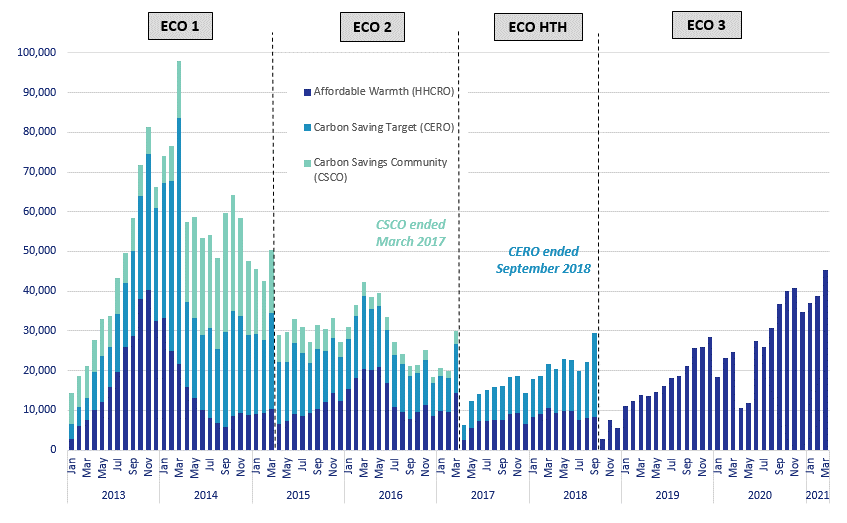 ECO 1 ECO 2 ECO HTH ECO 3
100,000
90,000
80,000
70,000
60,000
50,000
40,000
30,000
20,000
10,000
0
Affordable Warmth (HHCRO)
Carbon Saving Target (CERO)
Carbon Savings Community
(CSCO)
CSCO ended
March 2017
CERO ended
September 2018
Jan Mar May Jul Sep Nov Jan Mar May Jul Sep Nov Jan Mar May Jul Sep Nov Jan Mar May Jul Sep Nov Jan Mar May Jul Sep Nov Jan Mar May Jul Sep Nov Jan Mar May Jul Sep Nov Jan Mar May Jul Sep Nov Jan Mar
2013 2014 2015 2016 2017 2018 2019 2020 2021